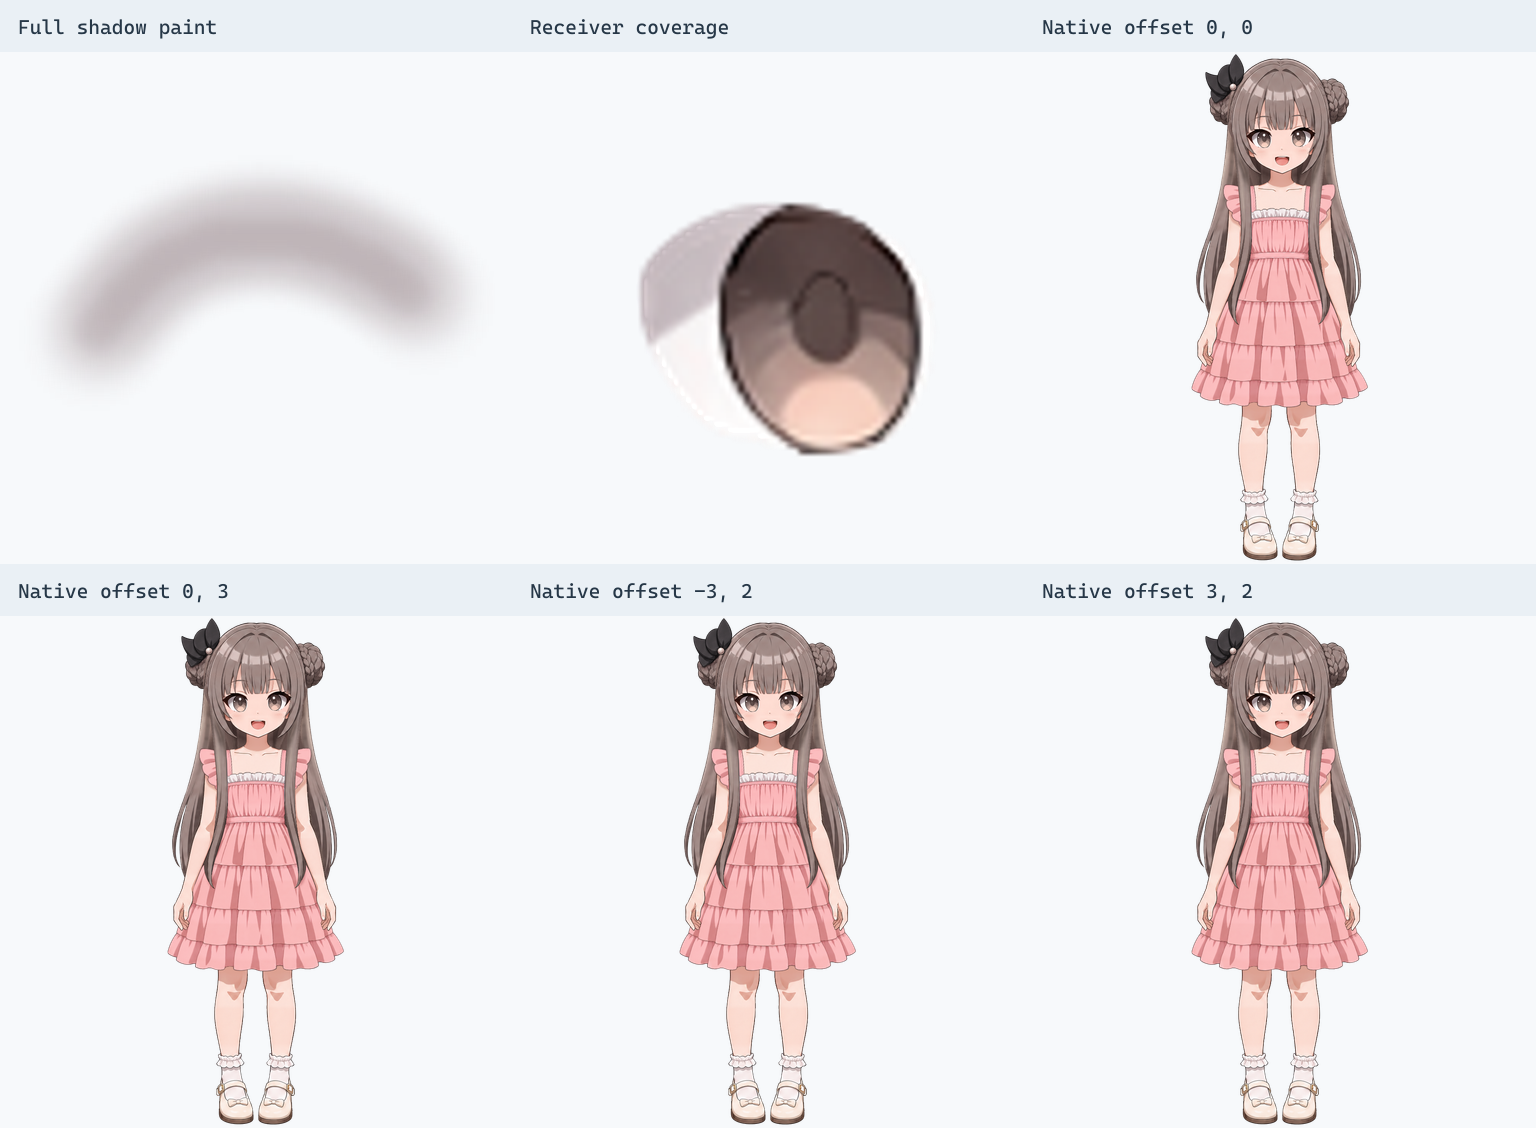 Full shadow paint
Receiver coverage
Native offset 0, 0
Native offset 0, 3
Native offset −3, 2
Native offset 3, 2